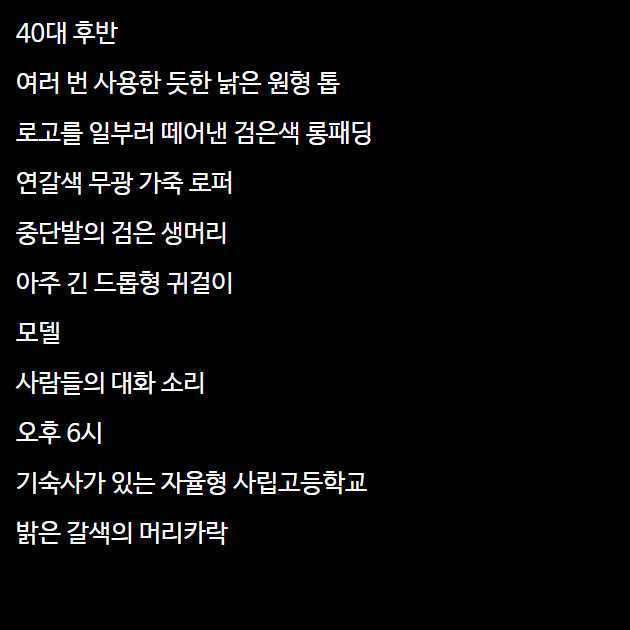 40대 후반
여러 번 사용한 듯한 낡은 원형 톱
로고를 일부러 떼어낸 검은색 롱패딩
연갈색 무광 가죽 로퍼
중단발의 검은 생머리
아주 긴 드롭형 귀걸이
모델
사람들의 대화 소리
오후 6시
기숙사가 있는 자율형 사립고등학교
밝은 갈색의 머리카락